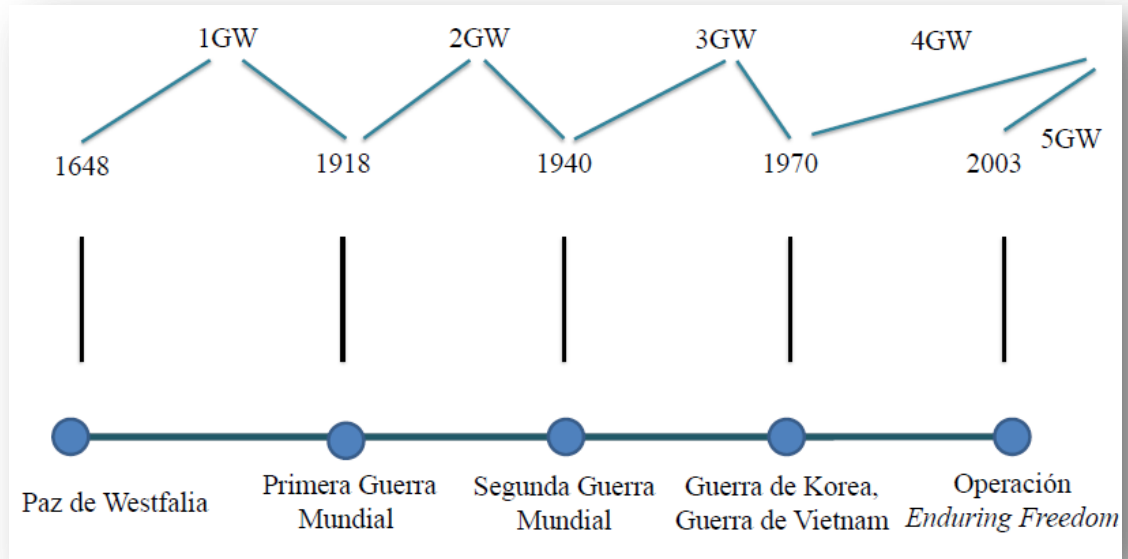 1GW
2GW
3GW
4GW
5GW
1648
1918
1940
1970
2003
Paz de Westfalia
Primera Guerra
Mundial
Segunda Guerra
Mundial
Guerra de Korea,
Guerra de Vietnam
Operación
Enduring Freedom